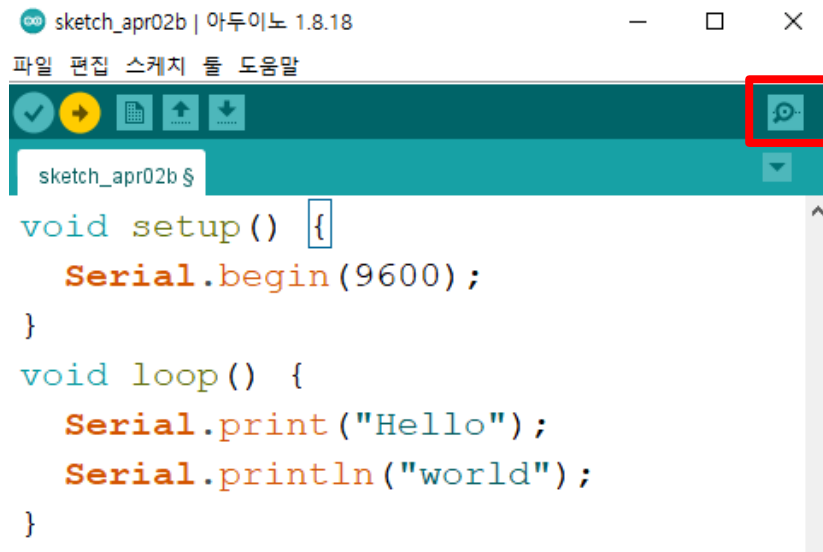 sketch_apr02b | 아두이노 1.8.18
파일 편집 스케치 툴 도움말
sketch_apr02b §
void setup() {
  Serial.begin(9600);
}
void loop() {
  Serial.print("Hello");
  Serial.println("world");
}